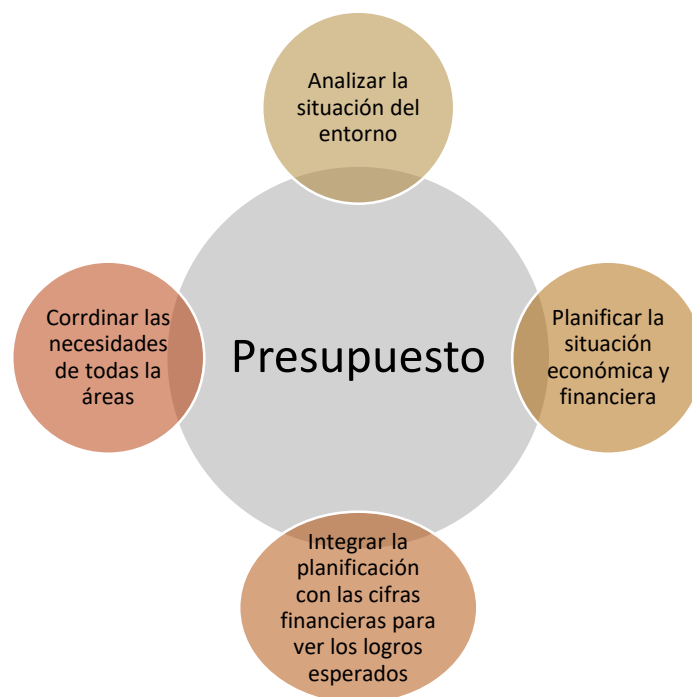 Analizar la
situación del
entorno
Corrdinar las
necesidades
de todas la
áreas
Presupuesto
Planificar la
situación
económica y
financiera
Integrar la
planificación
con las cifras
financieras para
ver los logros
esperados